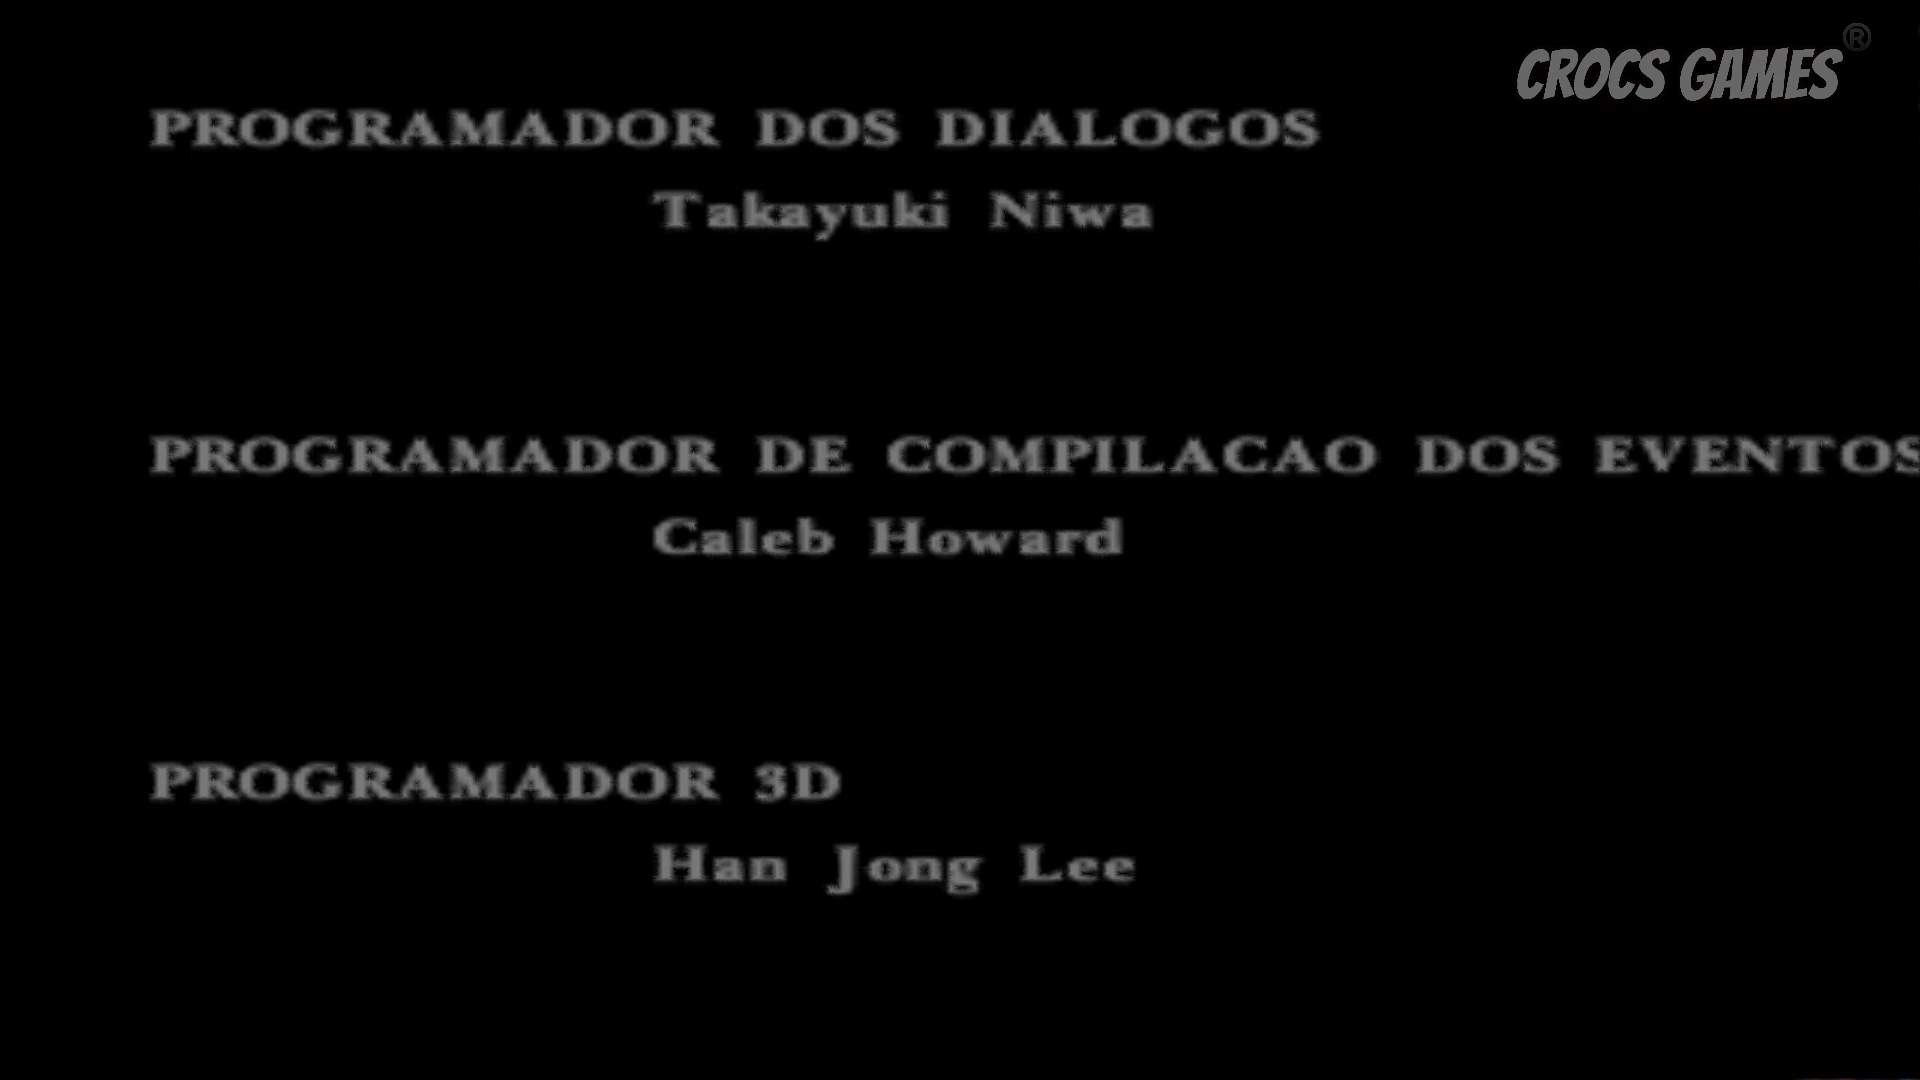 CROCS GAMES®
PROGRAMADOR DOS DIALOGOS
Takayuki Niwa
PROGRAMADOR DE COMPILACAO DOS EVENTOS
Caleb Howard
PROGRAMADOR 3D
Han Jong Lee